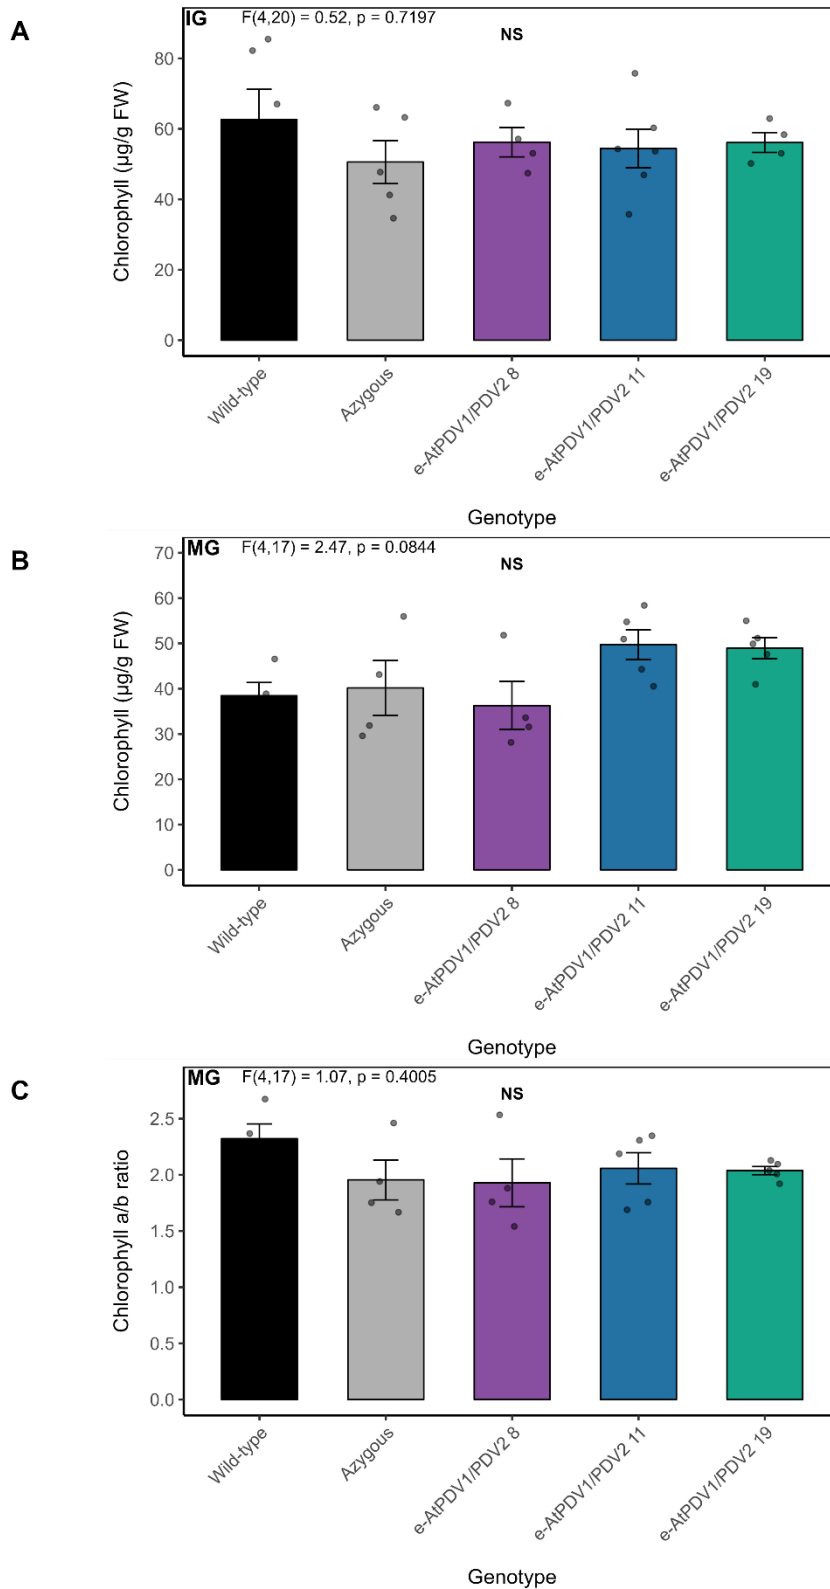 A
IG F(4,20) = 0.52, p = 0.7197
NS
Chlorophyll (µg/g FW)
80
60
40
20
0
Wild-type
Azygous
e-AtPDV1/PDV2 8
e-AtPDV1/PDV2 11
e-AtPDV1/PDV2 19
Genotype
B
MG F(4,17) = 2.47, p = 0.0844
NS
Chlorophyll (µg/g FW)
70
60
50
40
30
20
10
0
Wild-type
Azygous
e-AtPDV1/PDV2 8
e-AtPDV1/PDV2 11
e-AtPDV1/PDV2 19
Genotype
C
MG F(4,17) = 1.07, p = 0.4005
NS
Chlorophyll a/b ratio
2.5
2.0
1.5
1.0
0.5
0.0
Wild-type
Azygous
e-AtPDV1/PDV2 8
e-AtPDV1/PDV2 11
e-AtPDV1/PDV2 19
Genotype